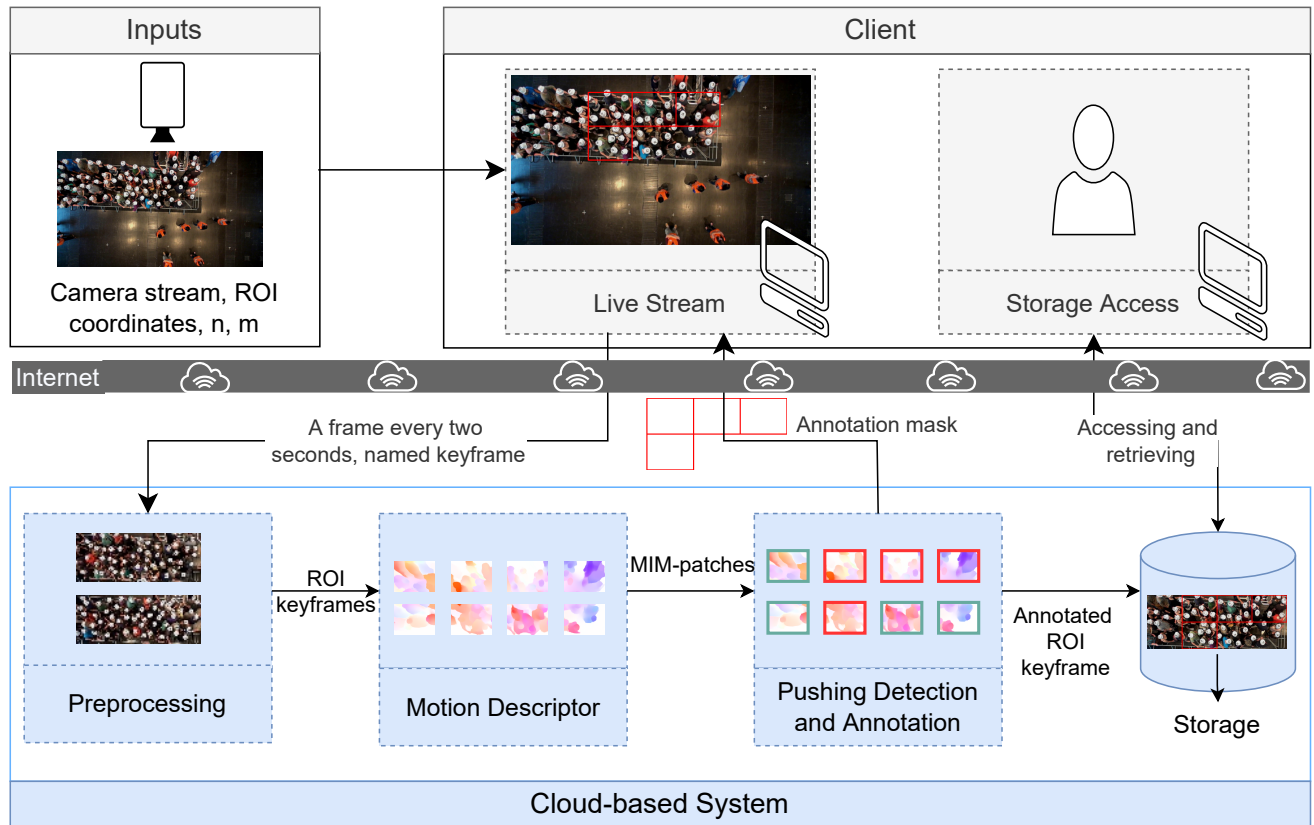 Inputs
Client
Camera stream, ROI
coordinates, n, m
Live Stream
Storage Access
Internet
A frame every two
seconds, named keyframe
Annotation mask
Accessing and
retrieving
ROI
keyframes
MIM-patches
Annotated
ROI
keyframe
Preprocessing
Motion Descriptor
Pushing Detection
and Annotation
Storage
Cloud-based System